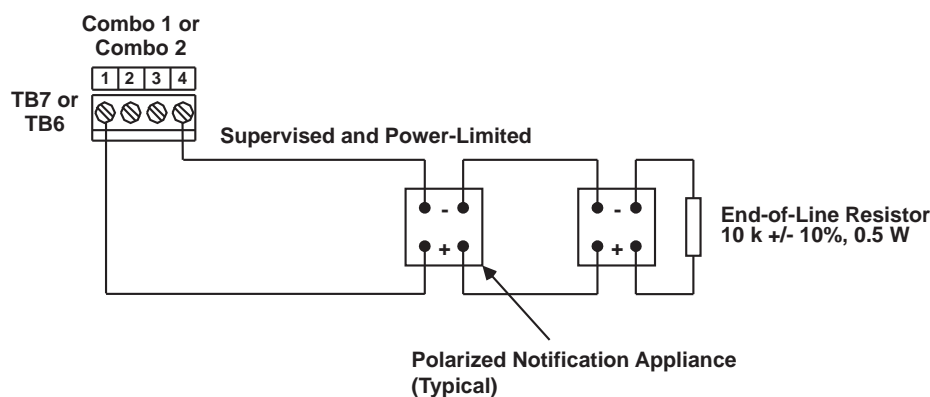 Combo 1 or
Combo 2
1 2 3 4
TB7 or
TB6
Supervised and Power-Limited
- -
+ +
End-of-Line Resistor
10 k +/- 10%, 0.5 W
Polarized Notification Appliance
(Typical)